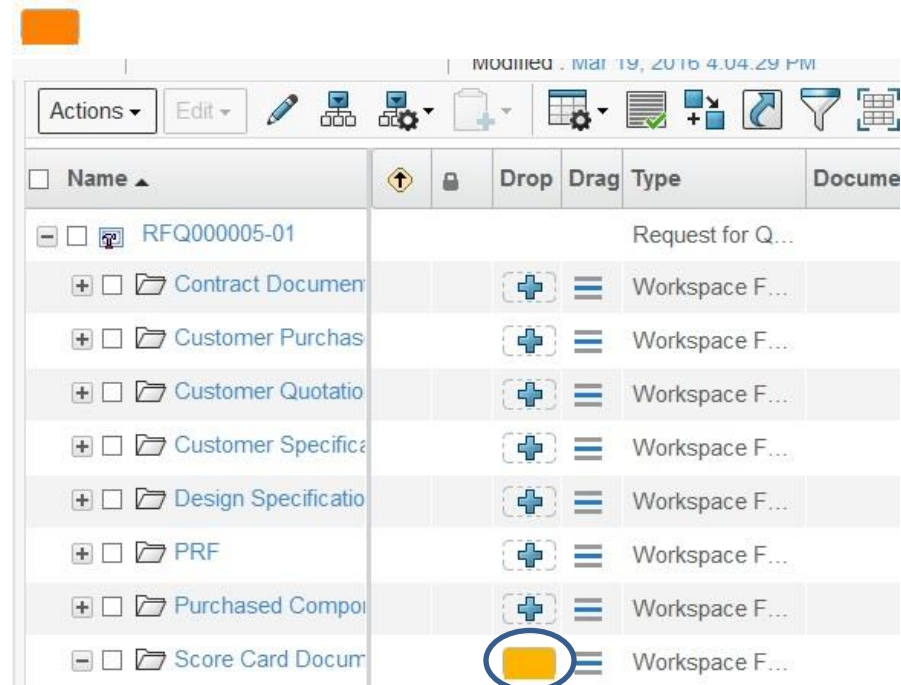 Modified : Mar 19, 2016 4.04.29 PM
Actions Edit
Name Drop Drag Type Docume
RFQ000005-01 Request for Q...
Contract Documen Workspace F...
Customer Purchas Workspace F...
Customer Quotatio Workspace F...
Customer Specifica Workspace F...
Design Specificatio Workspace F...
PRF Workspace F...
Purchased Compo Workspace F...
Score Card Docum Workspace F...